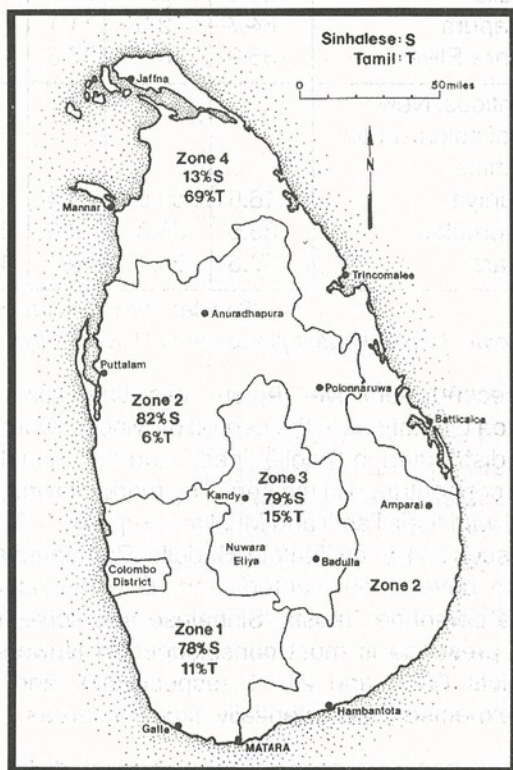 Sinhalese: S
Tamil: T
0 50 miles
N
Jaffna
Zone 4
13%S
69%T
Mannar
Trincomalee
Anuradhapura
Puttalam
Polonnaruwa
Zone 2
82%S
6%T
Batticaloa
Zone 3
79%S
15%T
Kandy
Amparai
Nuwara
Eliya
Badulla
Colombo
District
Zone 2
Zone 1
78%S
11%T
Hambantota
Galle
MATARA